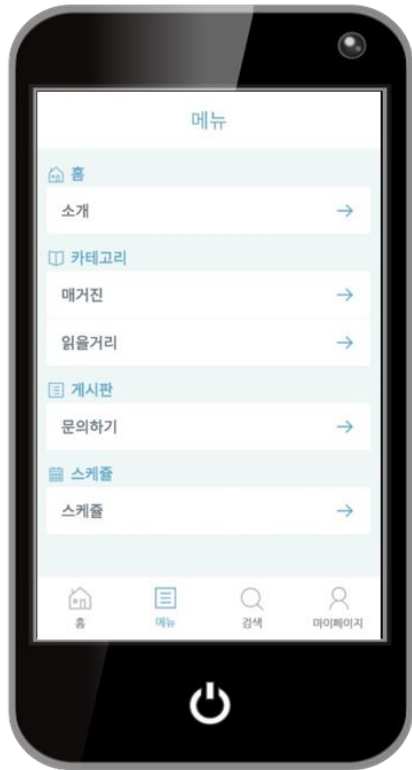 메뉴
홈
소개
카테고리
매거진
읽을거리
게시판
문의하기
스케쥴
스케줄
홈
메뉴
검색
마이페이지